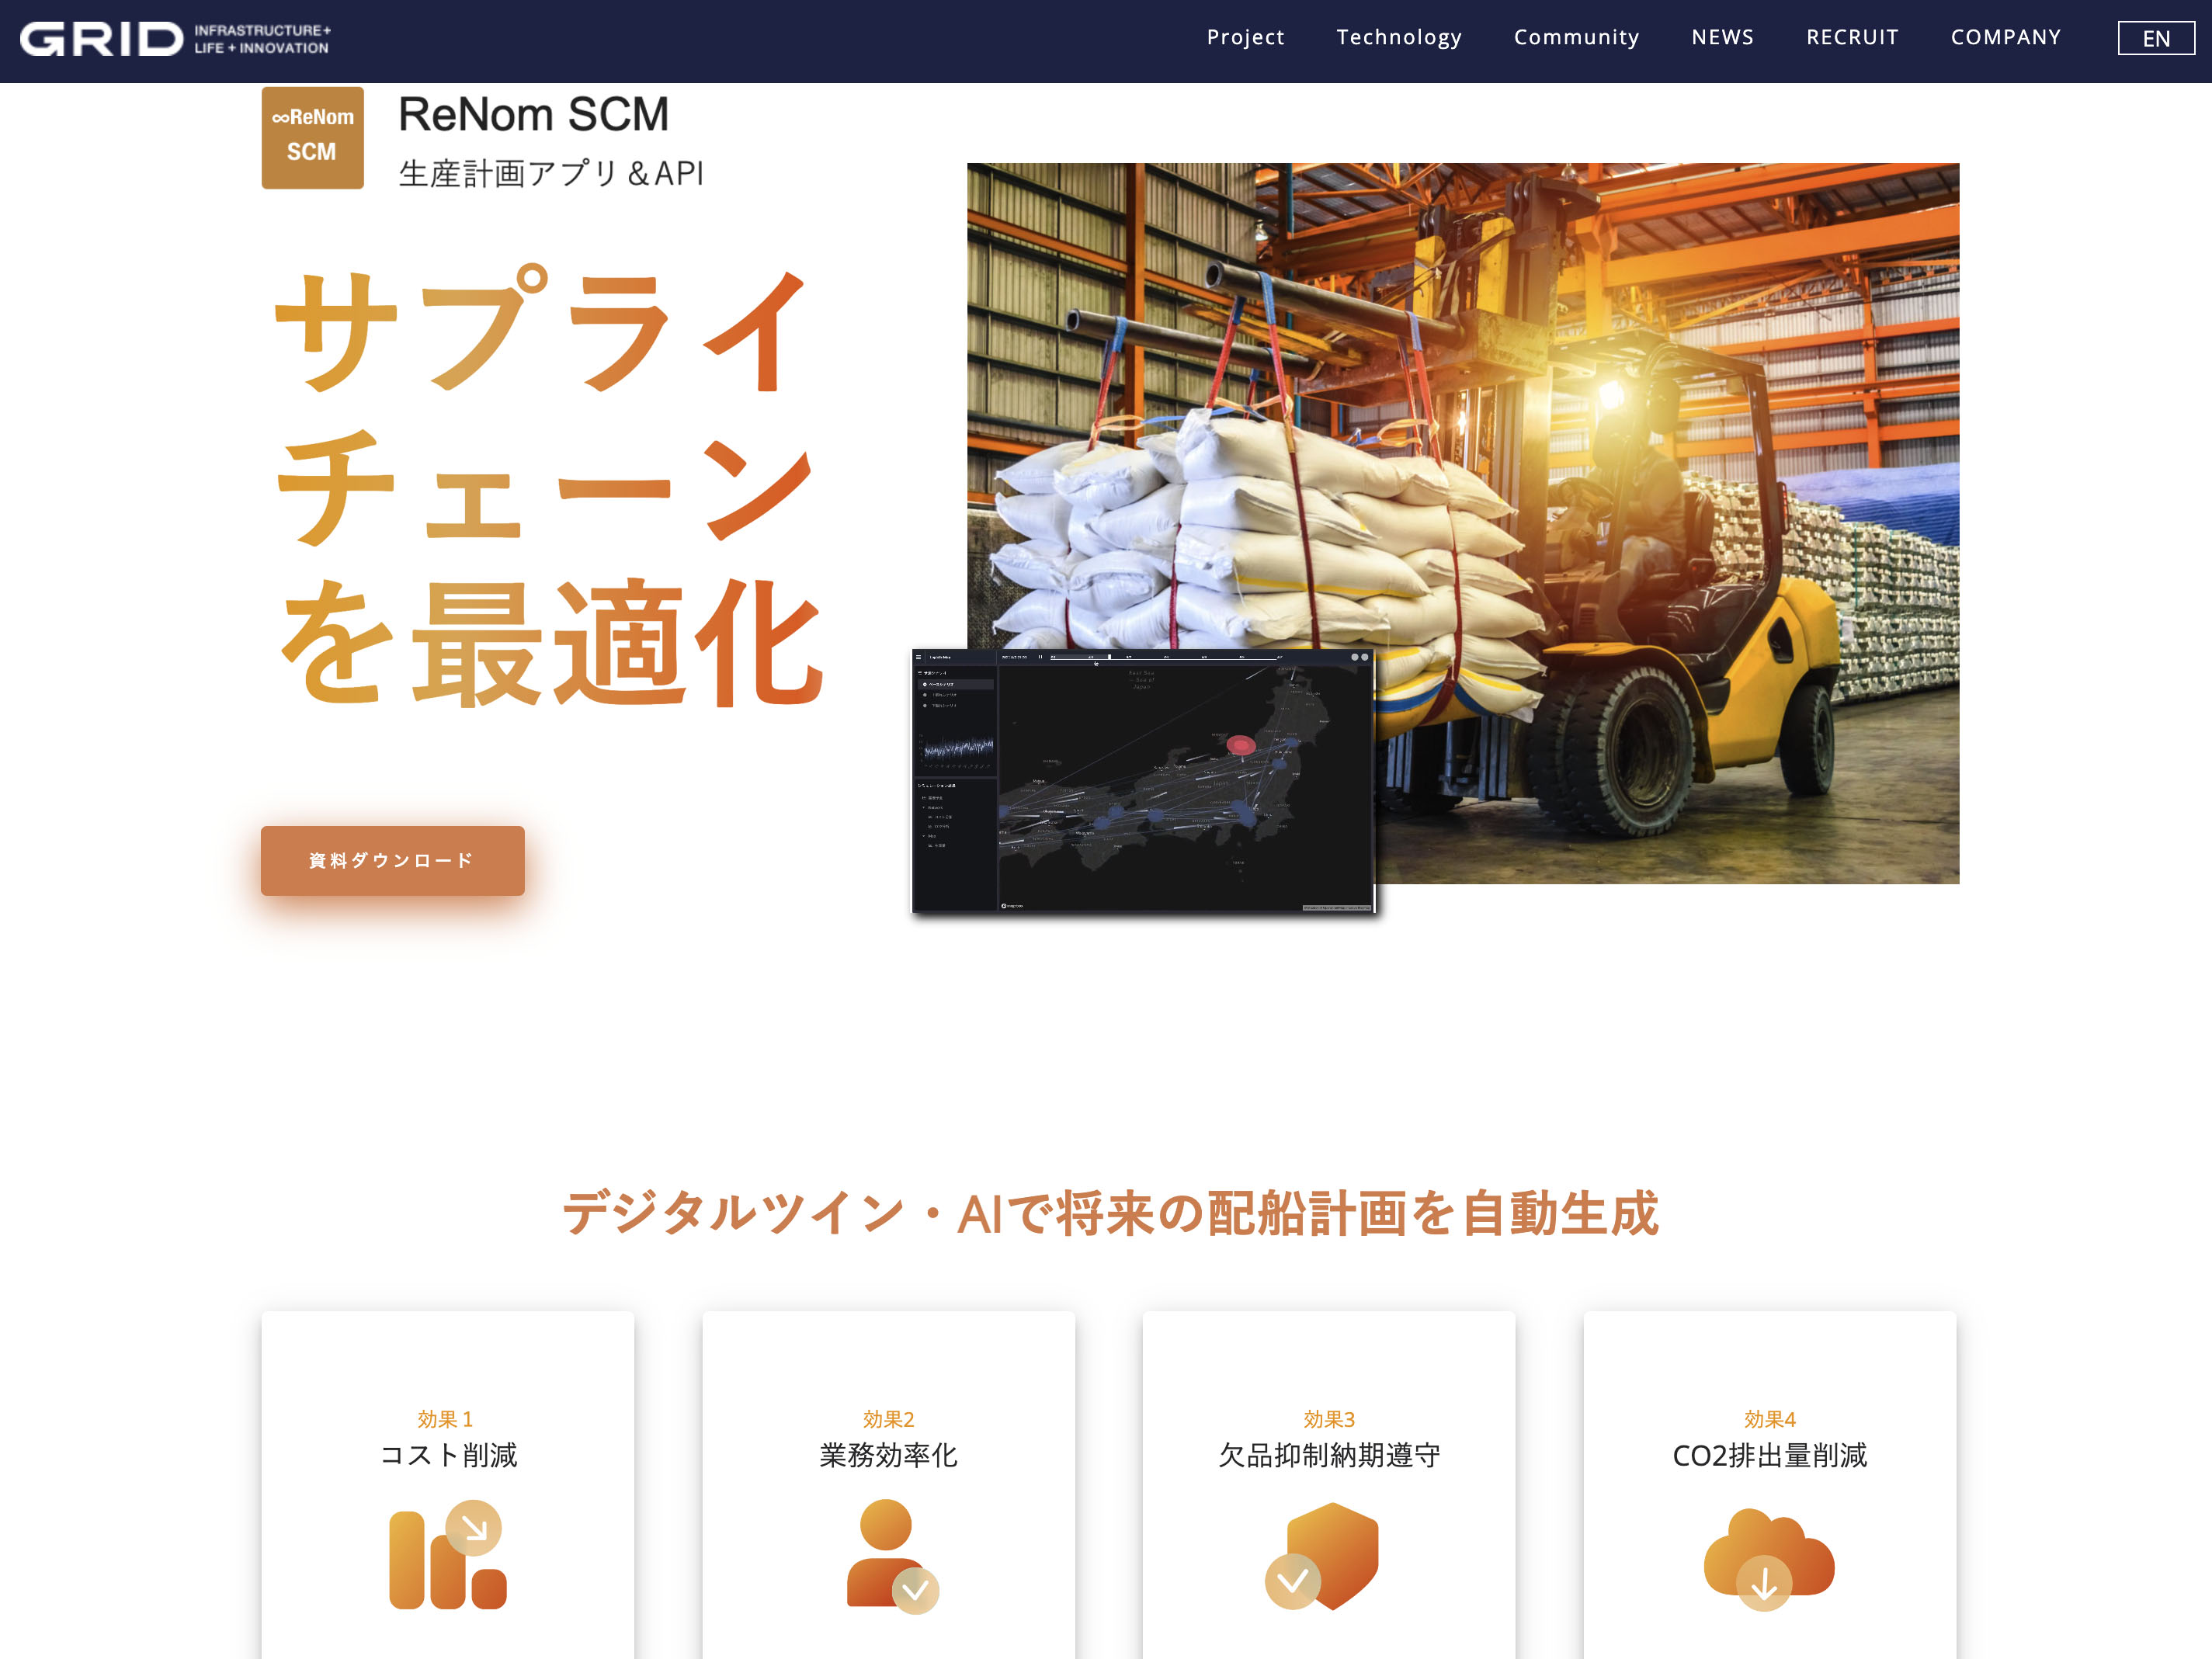 GRID INFRASTRUCTURE+
LIFE + INNOVATION
Project Technology Community NEWS RECRUIT COMPANY EN
∞ReNom
SCM
ReNom SCM
生産計画アプリ＆API
サプライ
チェーン
を最適化
資料ダウンロード
デジタルツイン・AIで将来の配船計画を自動生成
効果１
コスト削減
効果2
業務効率化
効果3
欠品抑制納期遵守
効果4
CO2排出量削減